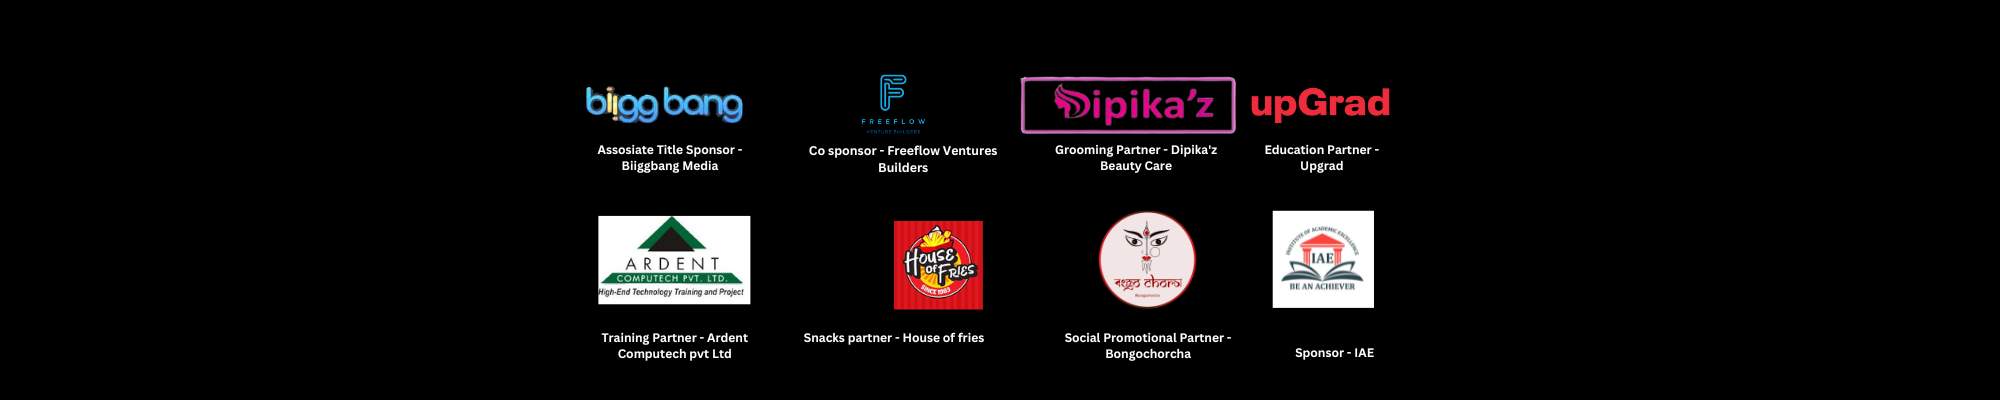 biigg bang
F
FREEFLOW
VENTURE BUILDERS
Dipika'z
upGrad
Assosiate Title Sponsor -
Biiggbang Media
Co sponsor - Freeflow Ventures
Builders
Grooming Partner - Dipika'z
Beauty Care
Education Partner -
Upgrad
ARDENT
COMPUTECH PVT. LTD.
High-End Technology Training and Project
HOUSE
OF FRIES
SINCE 1983
chora
INSTITUTE OF ACADEMIC EXCELLENCE
IAE
BE AN ACHIEVER
Training Partner - Ardent
Computech pvt Ltd
Snacks partner - House of fries
Social Promotional Partner -
Bongochorcha
Sponsor - IAE